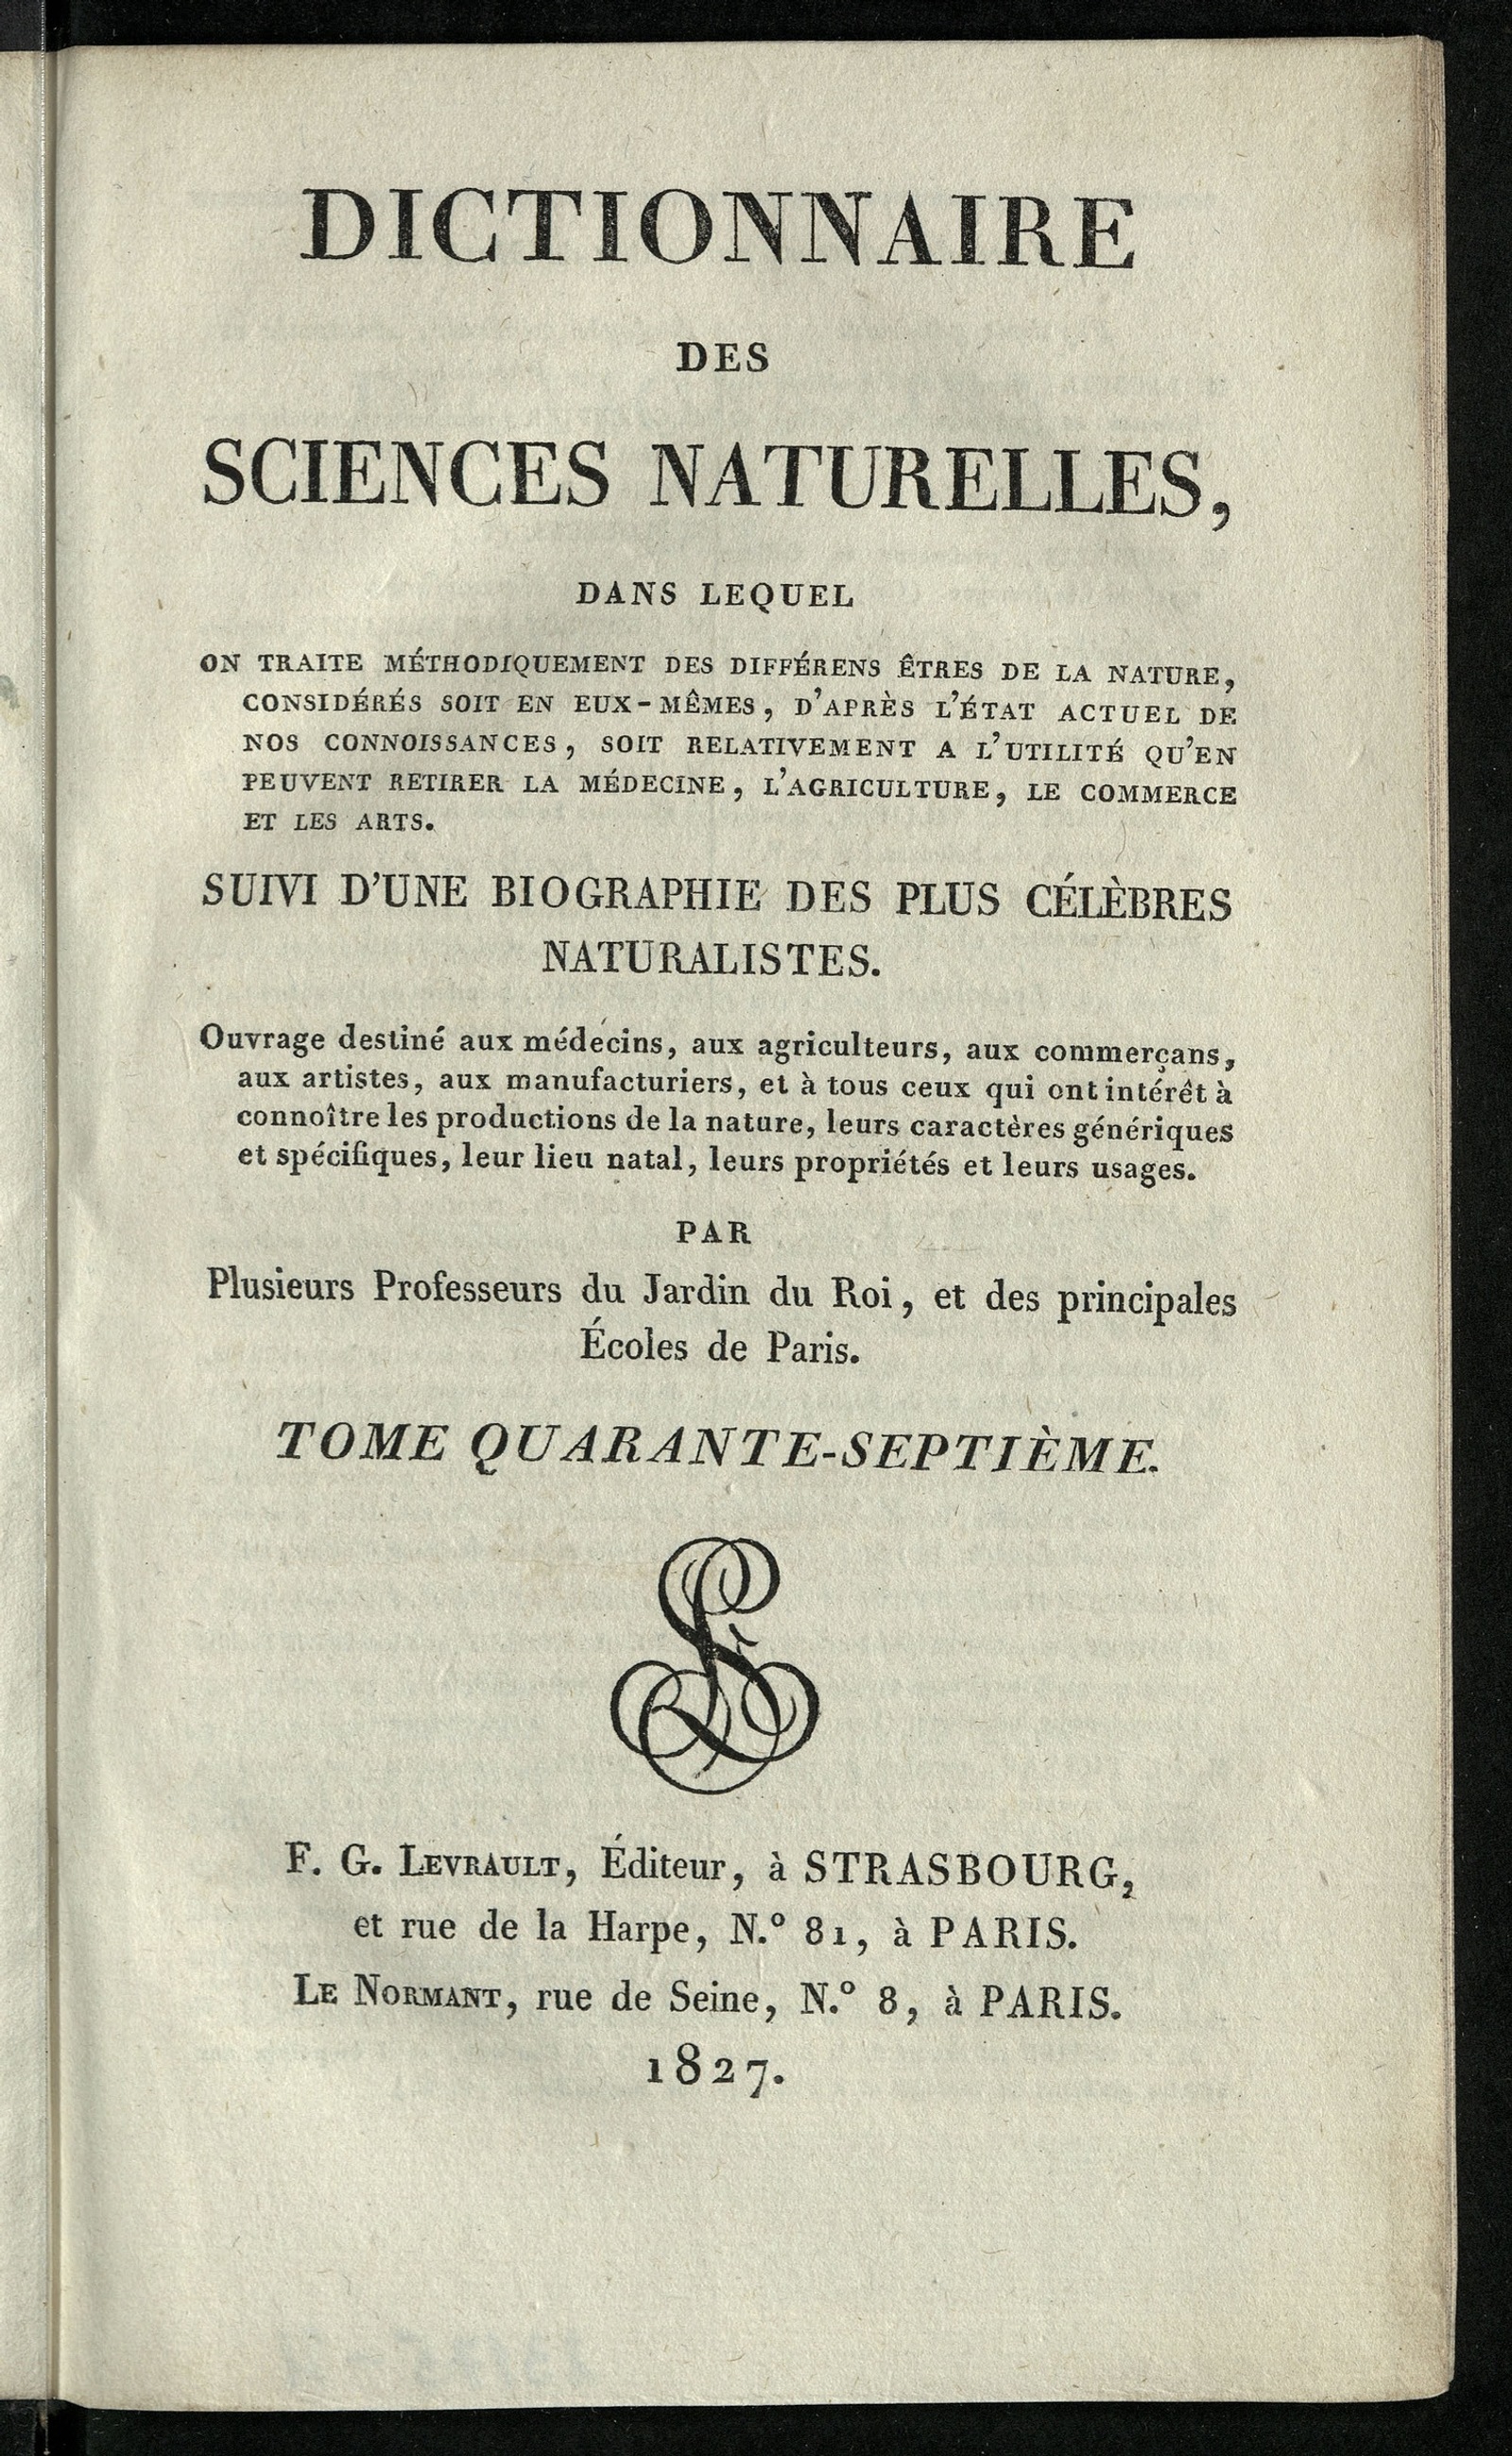 DICTIONNAIRE
DES
SCIENCES NATURELLES,
DANS LEQUEL
ON TRAITE MÉTHODIQUEMENT DES DIFFÉRENS ÊTRES DE LA NATURE,
CONSIDÉRÉS SOIT EN EUX-MÊMES, D'APRÈS L'ÉTAT ACTUEL DE
NOS CONNOISSANCES, SOIT RELATIVEMENT A L'UTILITÉ QU'EN
PEUVENT RETIRER LA MÉDECINE, L'AGRICULTURE, LE COMMERCE
ET LES ARTS.
SUIVI D'UNE BIOGRAPHIE DES PLUS CÉLÈBRES
NATURALISTES.
Ouvrage destiné aux médecins, aux agriculteurs, aux commerçans,
aux artistes, aux manufacturiers, et à tous ceux qui ont intérêt à
connoître les productions de la nature, leurs caractères génériques
et spécifiques, leur lieu natal, leurs propriétés et leurs usages.
PAR
Plusieurs Professeurs du Jardin du Roi, et des principales
Écoles de Paris.
TOME QUARANTE-SEPTIÈME.
F. G. LEVRAULT, Éditeur, à STRASBOURG,
et rue de la Harpe, N.° 81, à PARIS.
LE NORMANT, rue de Seine, N.° 8, à PARIS.
1827.